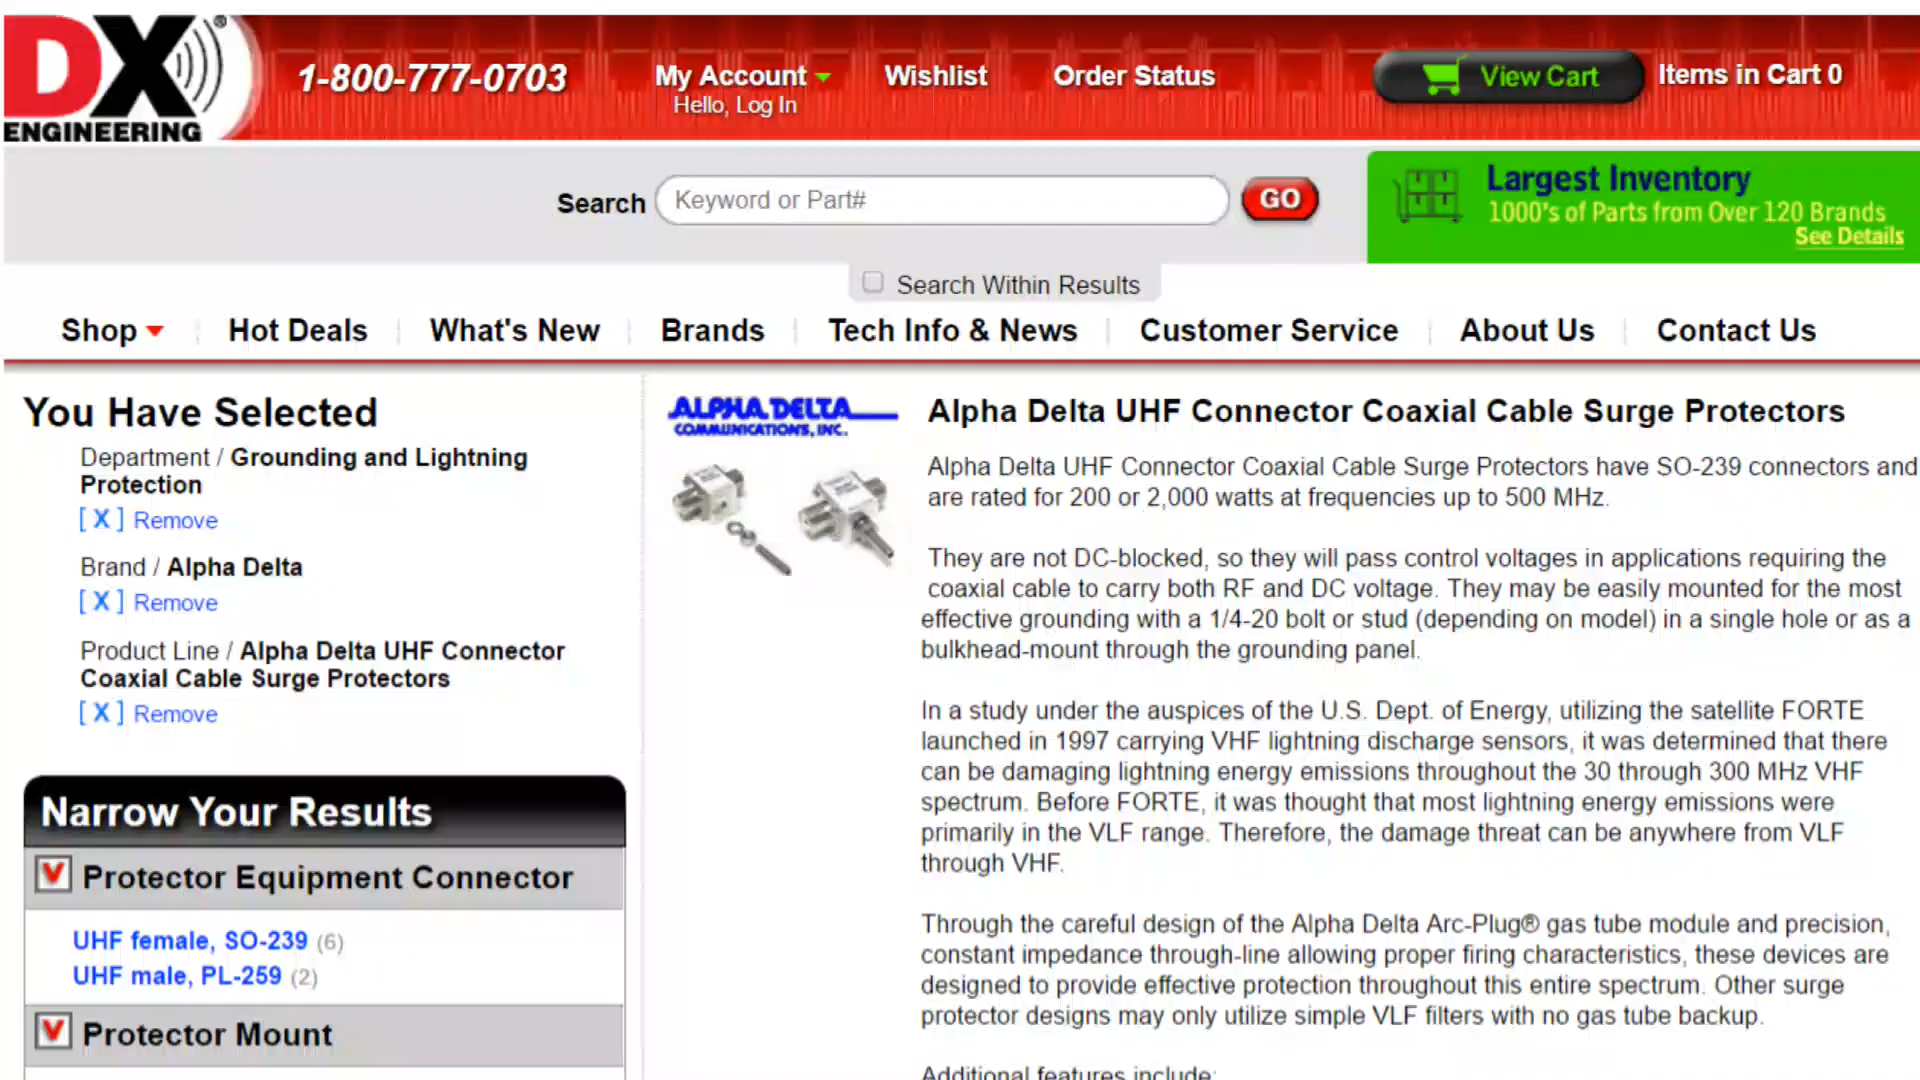 DX®
ENGINEERING
1-800-777-0703
My Account
Hello, Log In
Wishlist
Order Status
View Cart
Items in Cart 0
Search
Keyword or Part#
GO
Largest Inventory
1000's of Parts from Over 120 Brands
See Details
Search Within Results
Shop
Hot Deals
What's New
Brands
Tech Info & News
Customer Service
About Us
Contact Us
You Have Selected
Department / Grounding and Lightning
Protection
[ X ] Remove
Brand / Alpha Delta
[ X ] Remove
Product Line / Alpha Delta UHF Connector
Coaxial Cable Surge Protectors
[ X ] Remove
Narrow Your Results
Protector Equipment Connector
UHF female, SO-239 (6)
UHF male, PL-259 (2)
Protector Mount
ALPHA DELTA
COMMUNICATIONS, INC.
Alpha Delta UHF Connector Coaxial Cable Surge Protectors
Alpha Delta UHF Connector Coaxial Cable Surge Protectors have SO-239 connectors and
are rated for 200 or 2,000 watts at frequencies up to 500 MHz.
They are not DC-blocked, so they will pass control voltages in applications requiring the
coaxial cable to carry both RF and DC voltage. They may be easily mounted for the most
effective grounding with a 1/4-20 bolt or stud (depending on model) in a single hole or as a
bulkhead-mount through the grounding panel.
In a study under the auspices of the U.S. Dept. of Energy, utilizing the satellite FORTE
launched in 1997 carrying VHF lightning discharge sensors, it was determined that there
can be damaging lightning energy emissions throughout the 30 through 300 MHz VHF
spectrum. Before FORTE, it was thought that most lightning energy emissions were
primarily in the VLF range. Therefore, the damage threat can be anywhere from VLF
through VHF.
Through the careful design of the Alpha Delta Arc-Plug® gas tube module and precision,
constant impedance through-line allowing proper firing characteristics, these devices are
designed to provide effective protection throughout this entire spectrum. Other surge
protector designs may only utilize simple VLF filters with no gas tube backup.
Additional features include: